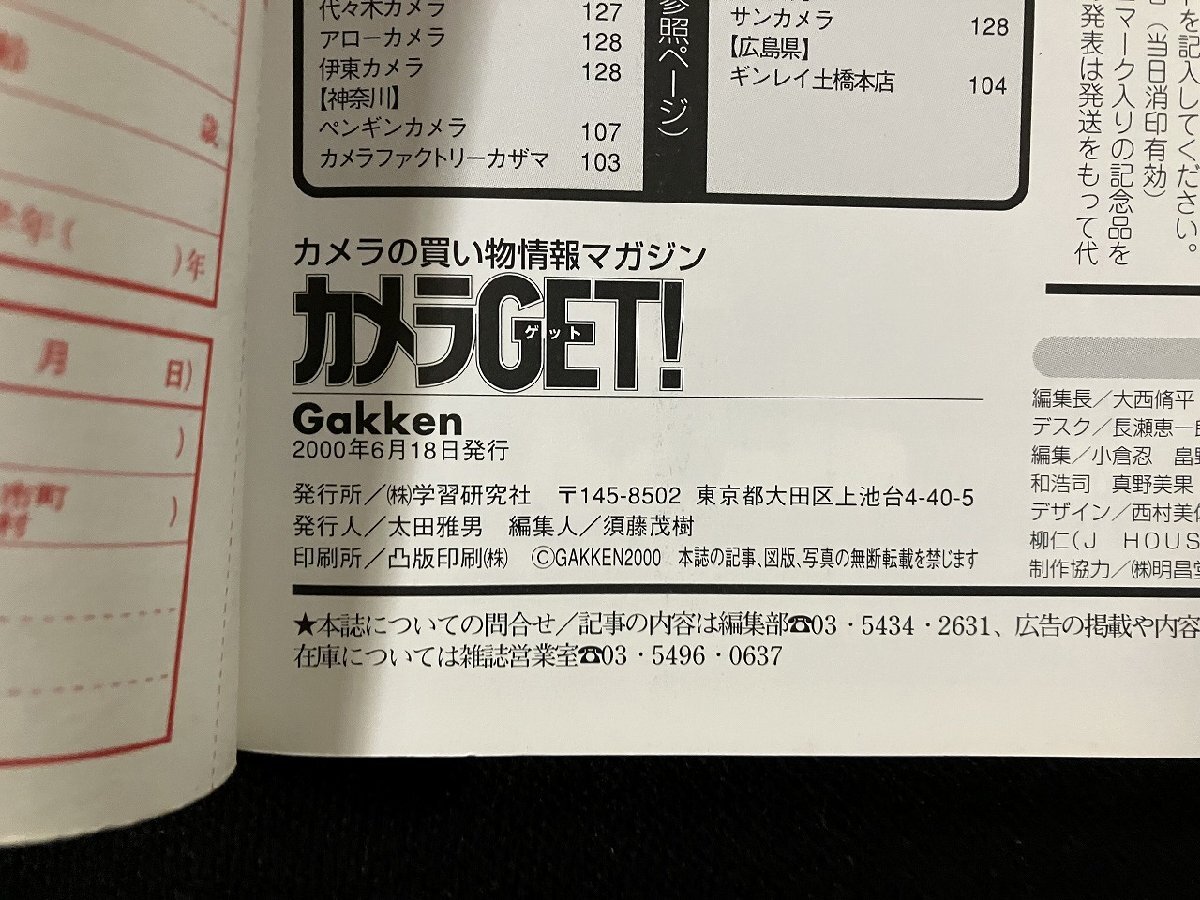 代々木カメラ 127
アローカメラ 128
伊東カメラ 128
【神奈川】
ペンギンカメラ 107
カメラファクトリーカザマ 103
参照ページ）
サンカメラ 128
【広島県】
ギンレイ土橋本店 104
を記入してください。
（当日消印有効）
マーク入りの記念品を
発表は発送をもって代
歳
年（ ）年
月 日）
）
市町
村 ）
カメラの買い物情報マガジン
カメラGET!
ゲット
Gakken
2000年6月18日発行
発行所／㈱学習研究社 〒145-8502 東京都大田区上池台4-40-5
発行人／太田雅男 編集人／須藤茂樹
印刷所／凸版印刷㈱ ©GAKKEN2000 本誌の記事、図版、写真の無断転載を禁じます
★本誌についての問合せ／記事の内容は編集部☎03・5434・2631、広告の掲載や内容
在庫については雑誌営業室☎03・5496・0637
編集長／大西脩平
デスク／長瀬恵一
編集／小倉忍 畠
和浩司 真野美果
デザイン／西村美
柳仁（J HOUS
制作協力／㈱明昌堂